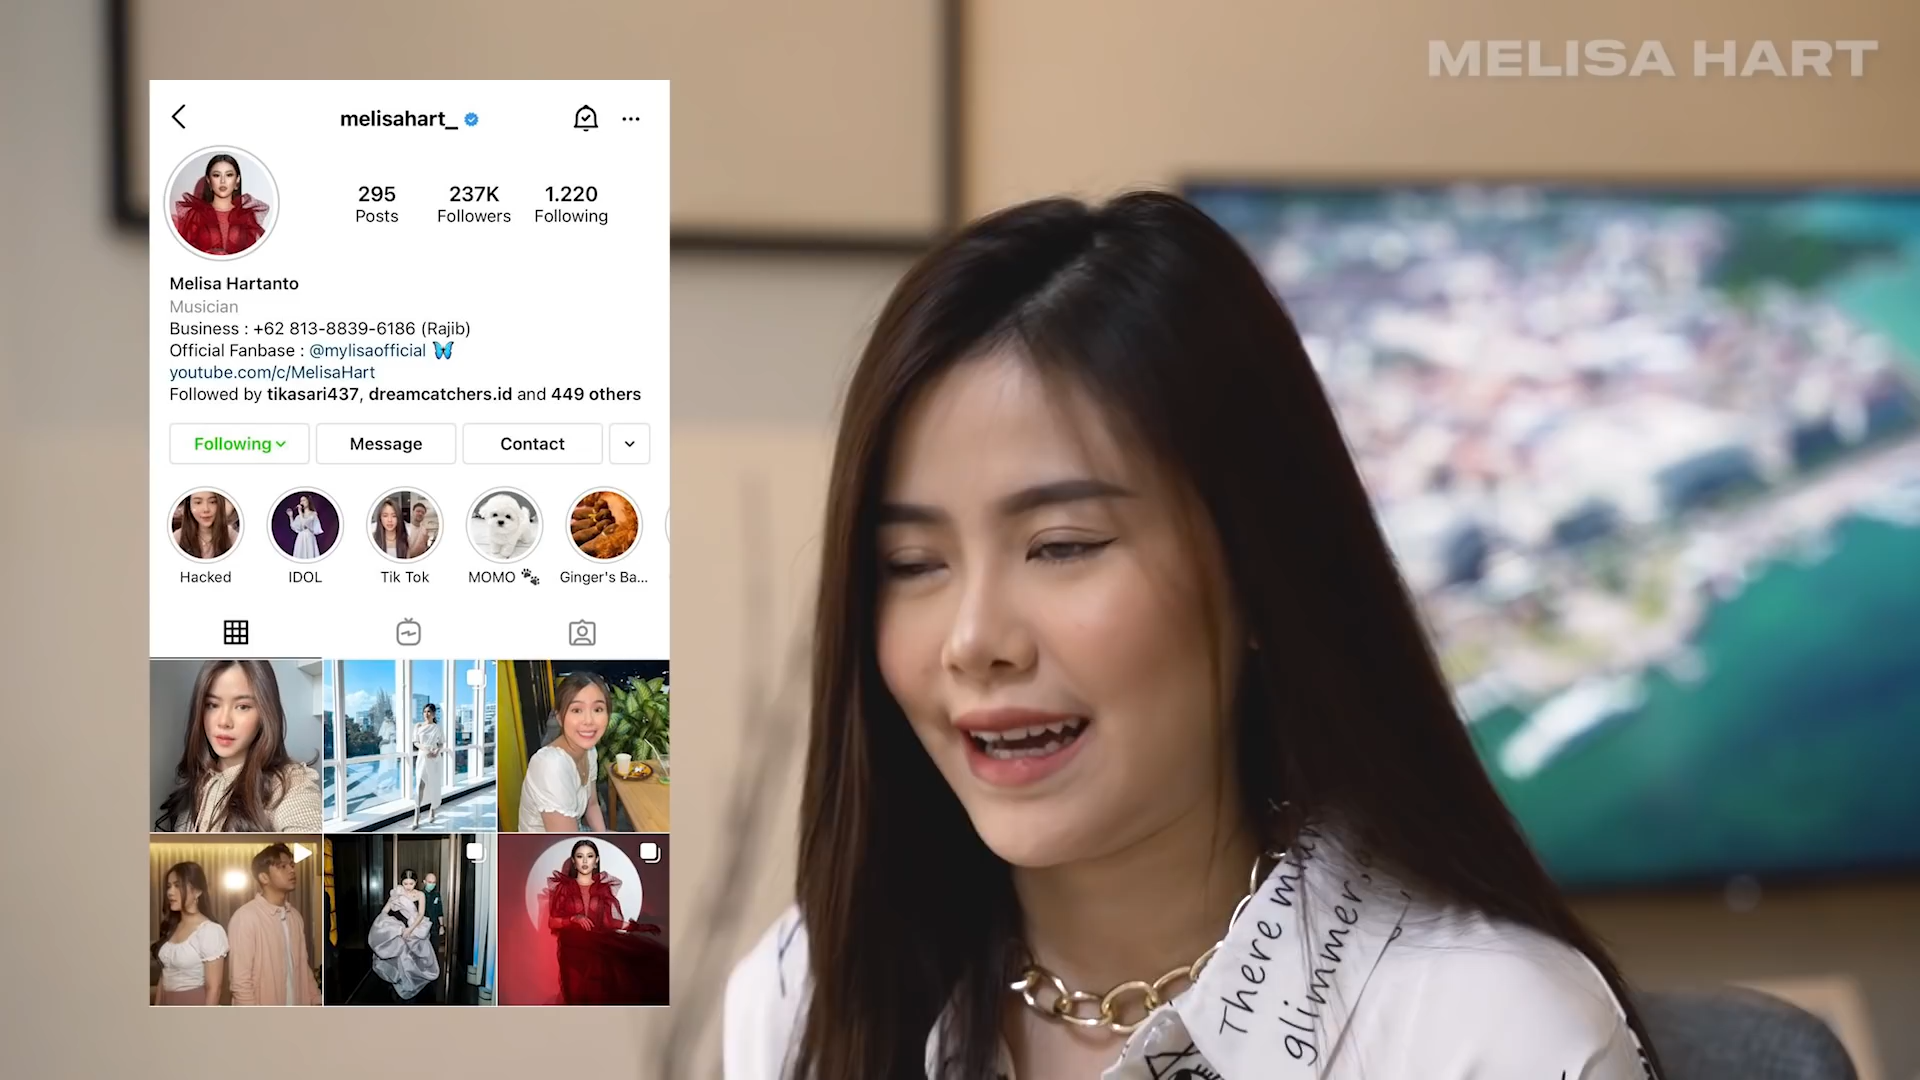 MELISA HART
melisahart_
295
Posts
237K
Followers
1.220
Following
Melisa Hartanto
Musician
Business : +62 813-8839-6186 (Rajib)
Official Fanbase : @mylisaofficial 🦋
youtube.com/c/MelisaHart
Followed by tikasari437, dreamcatchers.id and 449 others
Following
Message
Contact
Hacked
IDOL
Tik Tok
MOMO 🐾
Ginger's Ba...
There
glimmer,